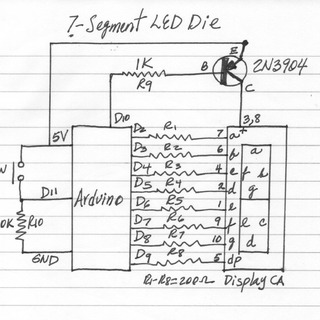 7-Segment LED Die
E
1K
B
2N3904
R9
C
D10
3,8
5V
D2 R1 7 a
D3 R2 6 b a
D4 R3 4 c f b
D11 D5 R4 2 d g
Arduino D6 R5 1 e
R10 D7 R6 9 f e c
D8 R7 10 g d
GND D9 R8 5 dp
R1-R8=200Ω Display CA